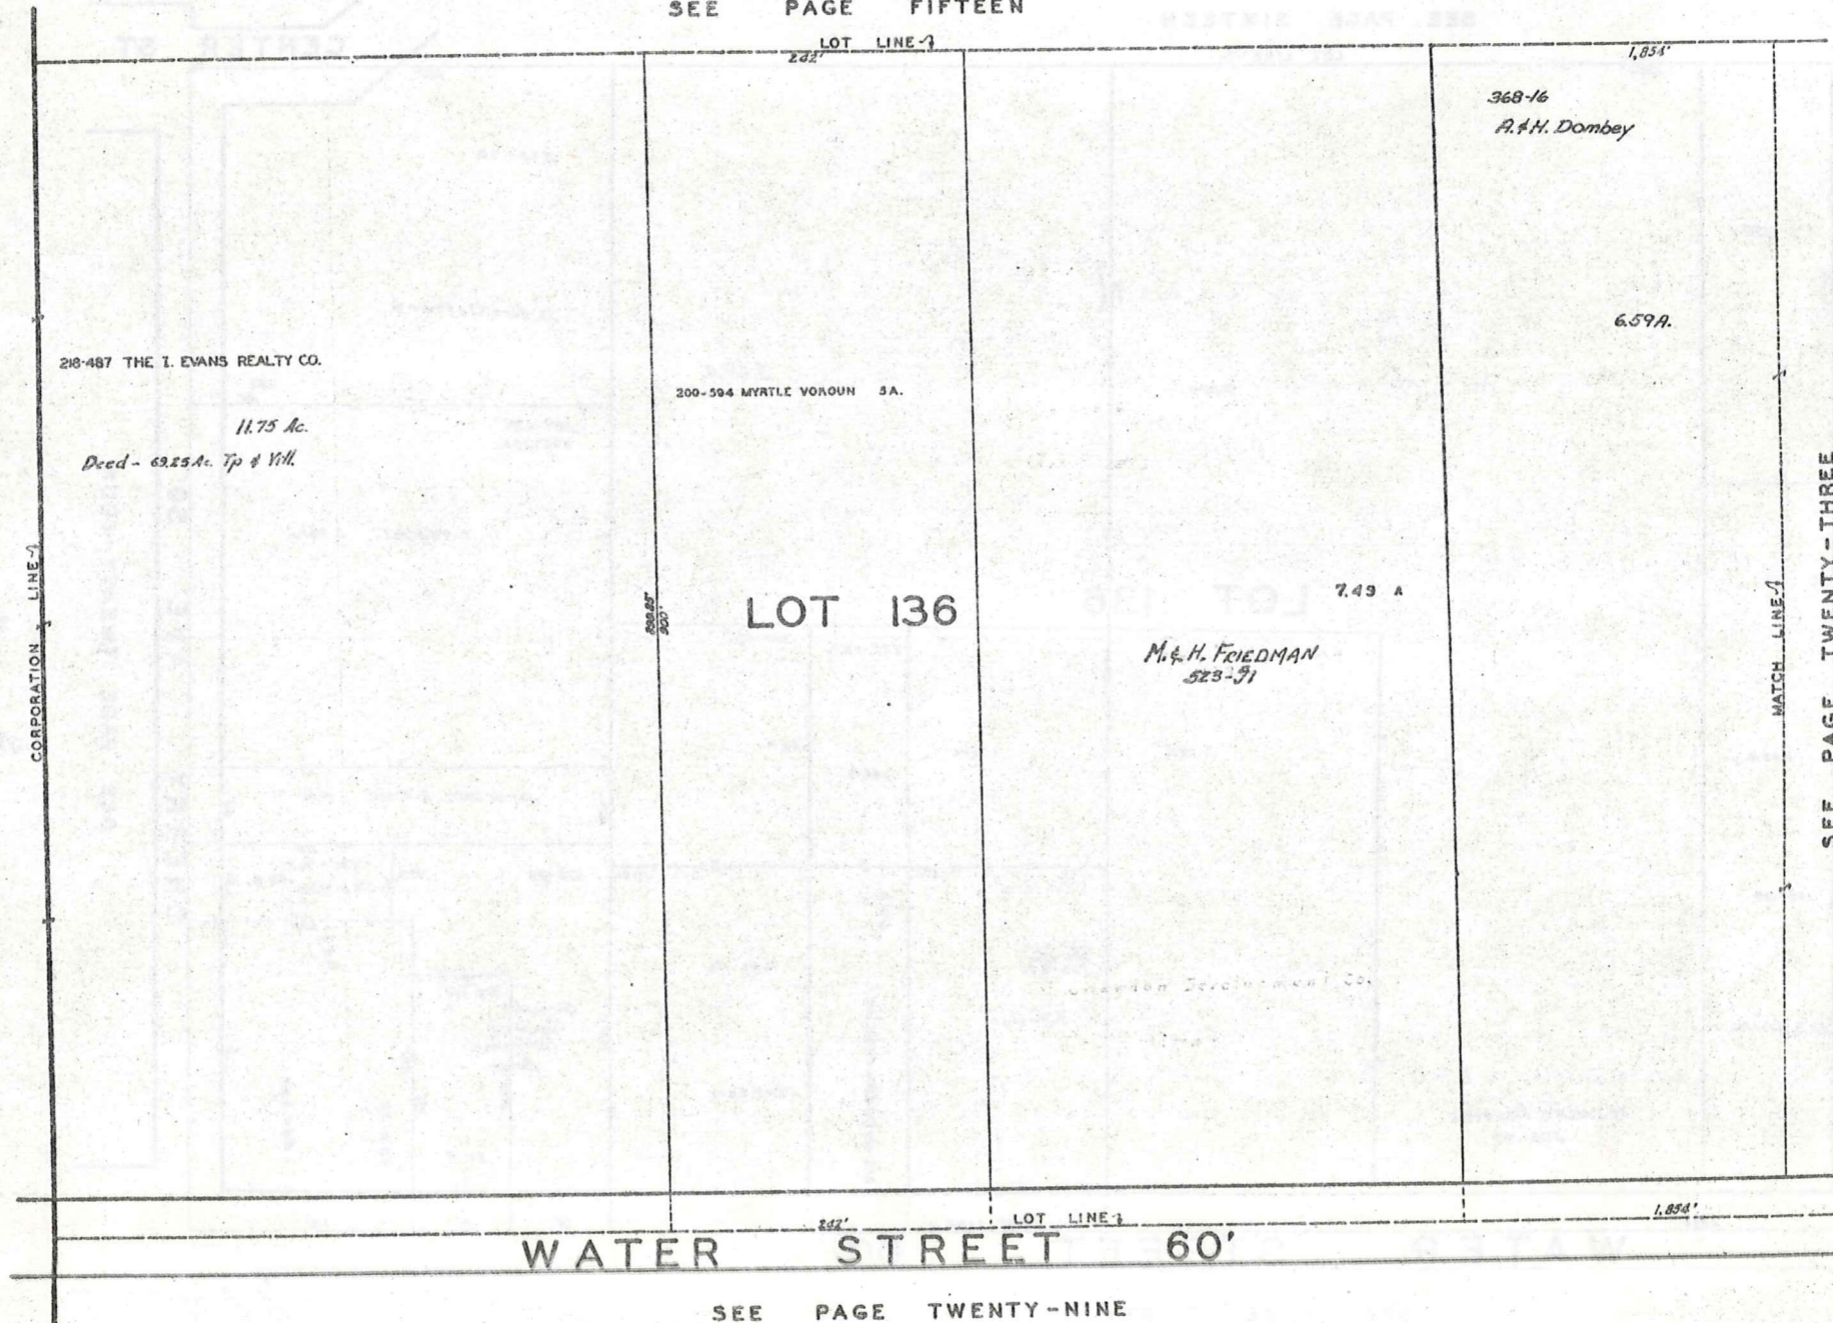 SEE PAGE FIFTEEN
LOT LINE
242'
1,854'
368-16
A. & H. Dombey
6.59A.
218-487 THE I. EVANS REALTY CO.
11.75 Ac.
Deed - 69.25 Ac. Tp & Vill.
200-594 MYRTLE VOKOUN 5A.
CORPORATION LINE
900'
LOT 136
7.49 A
M. & H. FRIEDMAN
523-91
MATCH LINE
SEE PAGE TWENTY-THREE
242'
LOT LINE
1,854'
WATER STREET 60'
SEE PAGE TWENTY-NINE